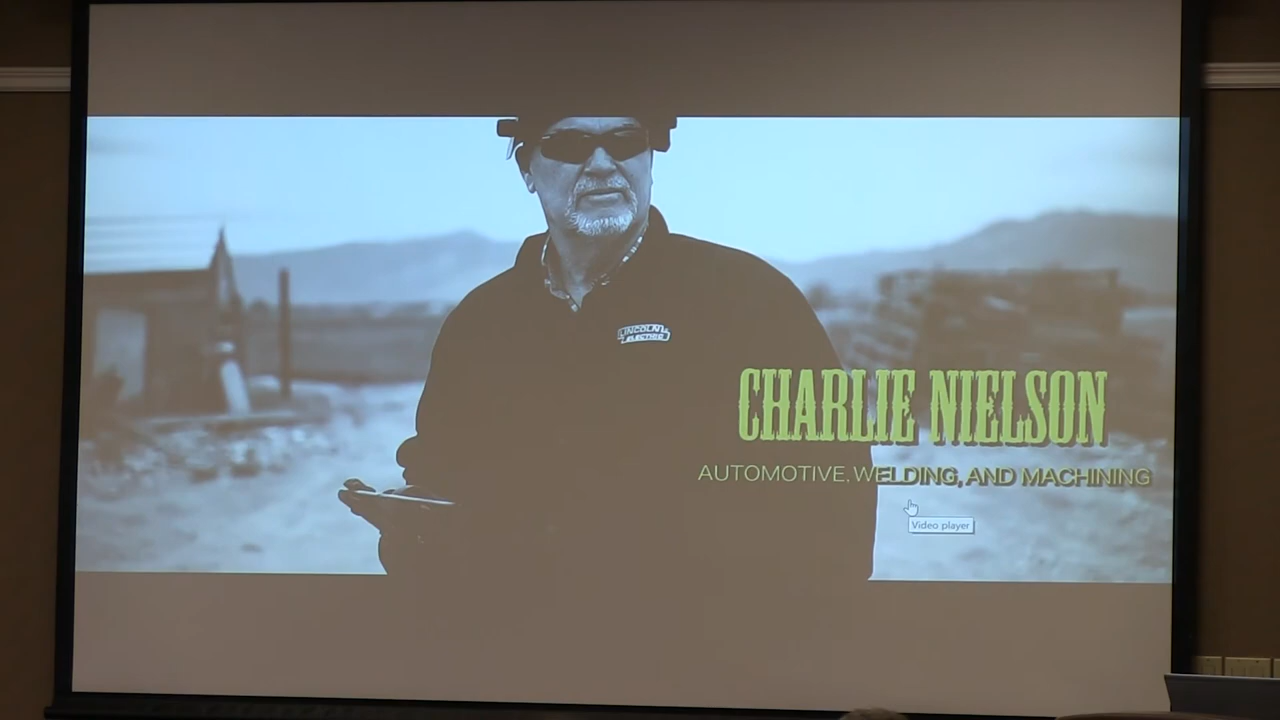 LINCOLN
ELECTRIC
CHARLIE NIELSON
AUTOMOTIVE, WELDING, AND MACHINING
Video player